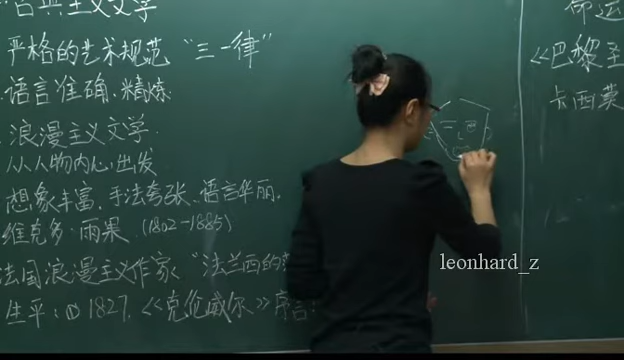 古典主义文学
严格的艺术规范 "三一律"
语言准确、精炼
浪漫主义文学
从人物内心出发
想象丰富、手法夸张、语言华丽.
维克多·雨果 (1802-1885)
法国浪漫主义作家 "法兰西的
生平:①1827.《克伦威尔》序言
命运
《巴黎圣
卡西莫
leonhard_z